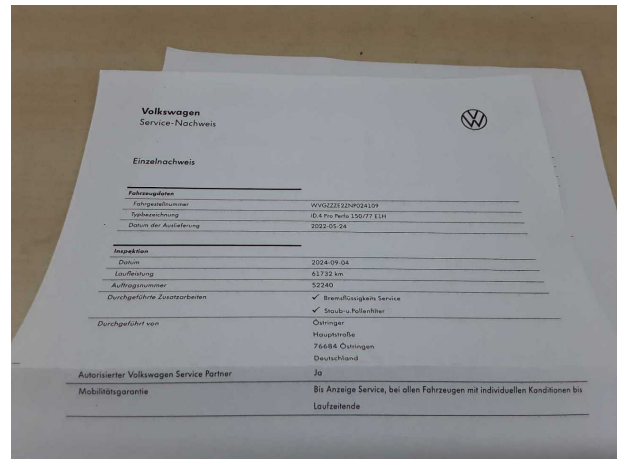 Volkswagen
Service-Nachweis
Einzelnachweis
Fahrzeugdaten
Fahrgestellnummer WVGZZZE2ZNP024109
Typbezeichnung ID.4 Pro Perfo 150/77 E1H
Datum der Auslieferung 2022-05-24
Inspektion
Datum 2024-09-04
Laufleistung 61732 km
Auftragsnummer 52240
Durchgeführte Zusatzarbeiten ✓ Bremsflüssigkeits Service
✓ Staub-u.Pollenfilter
Durchgeführt von Östringer
Hauptstraße
76684 Östringen
Deutschland
Autorisierter Volkswagen Service Partner Ja
Mobilitätsgarantie Bis Anzeige Service, bei allen Fahrzeugen mit individuellen Konditionen bis
Laufzeitende